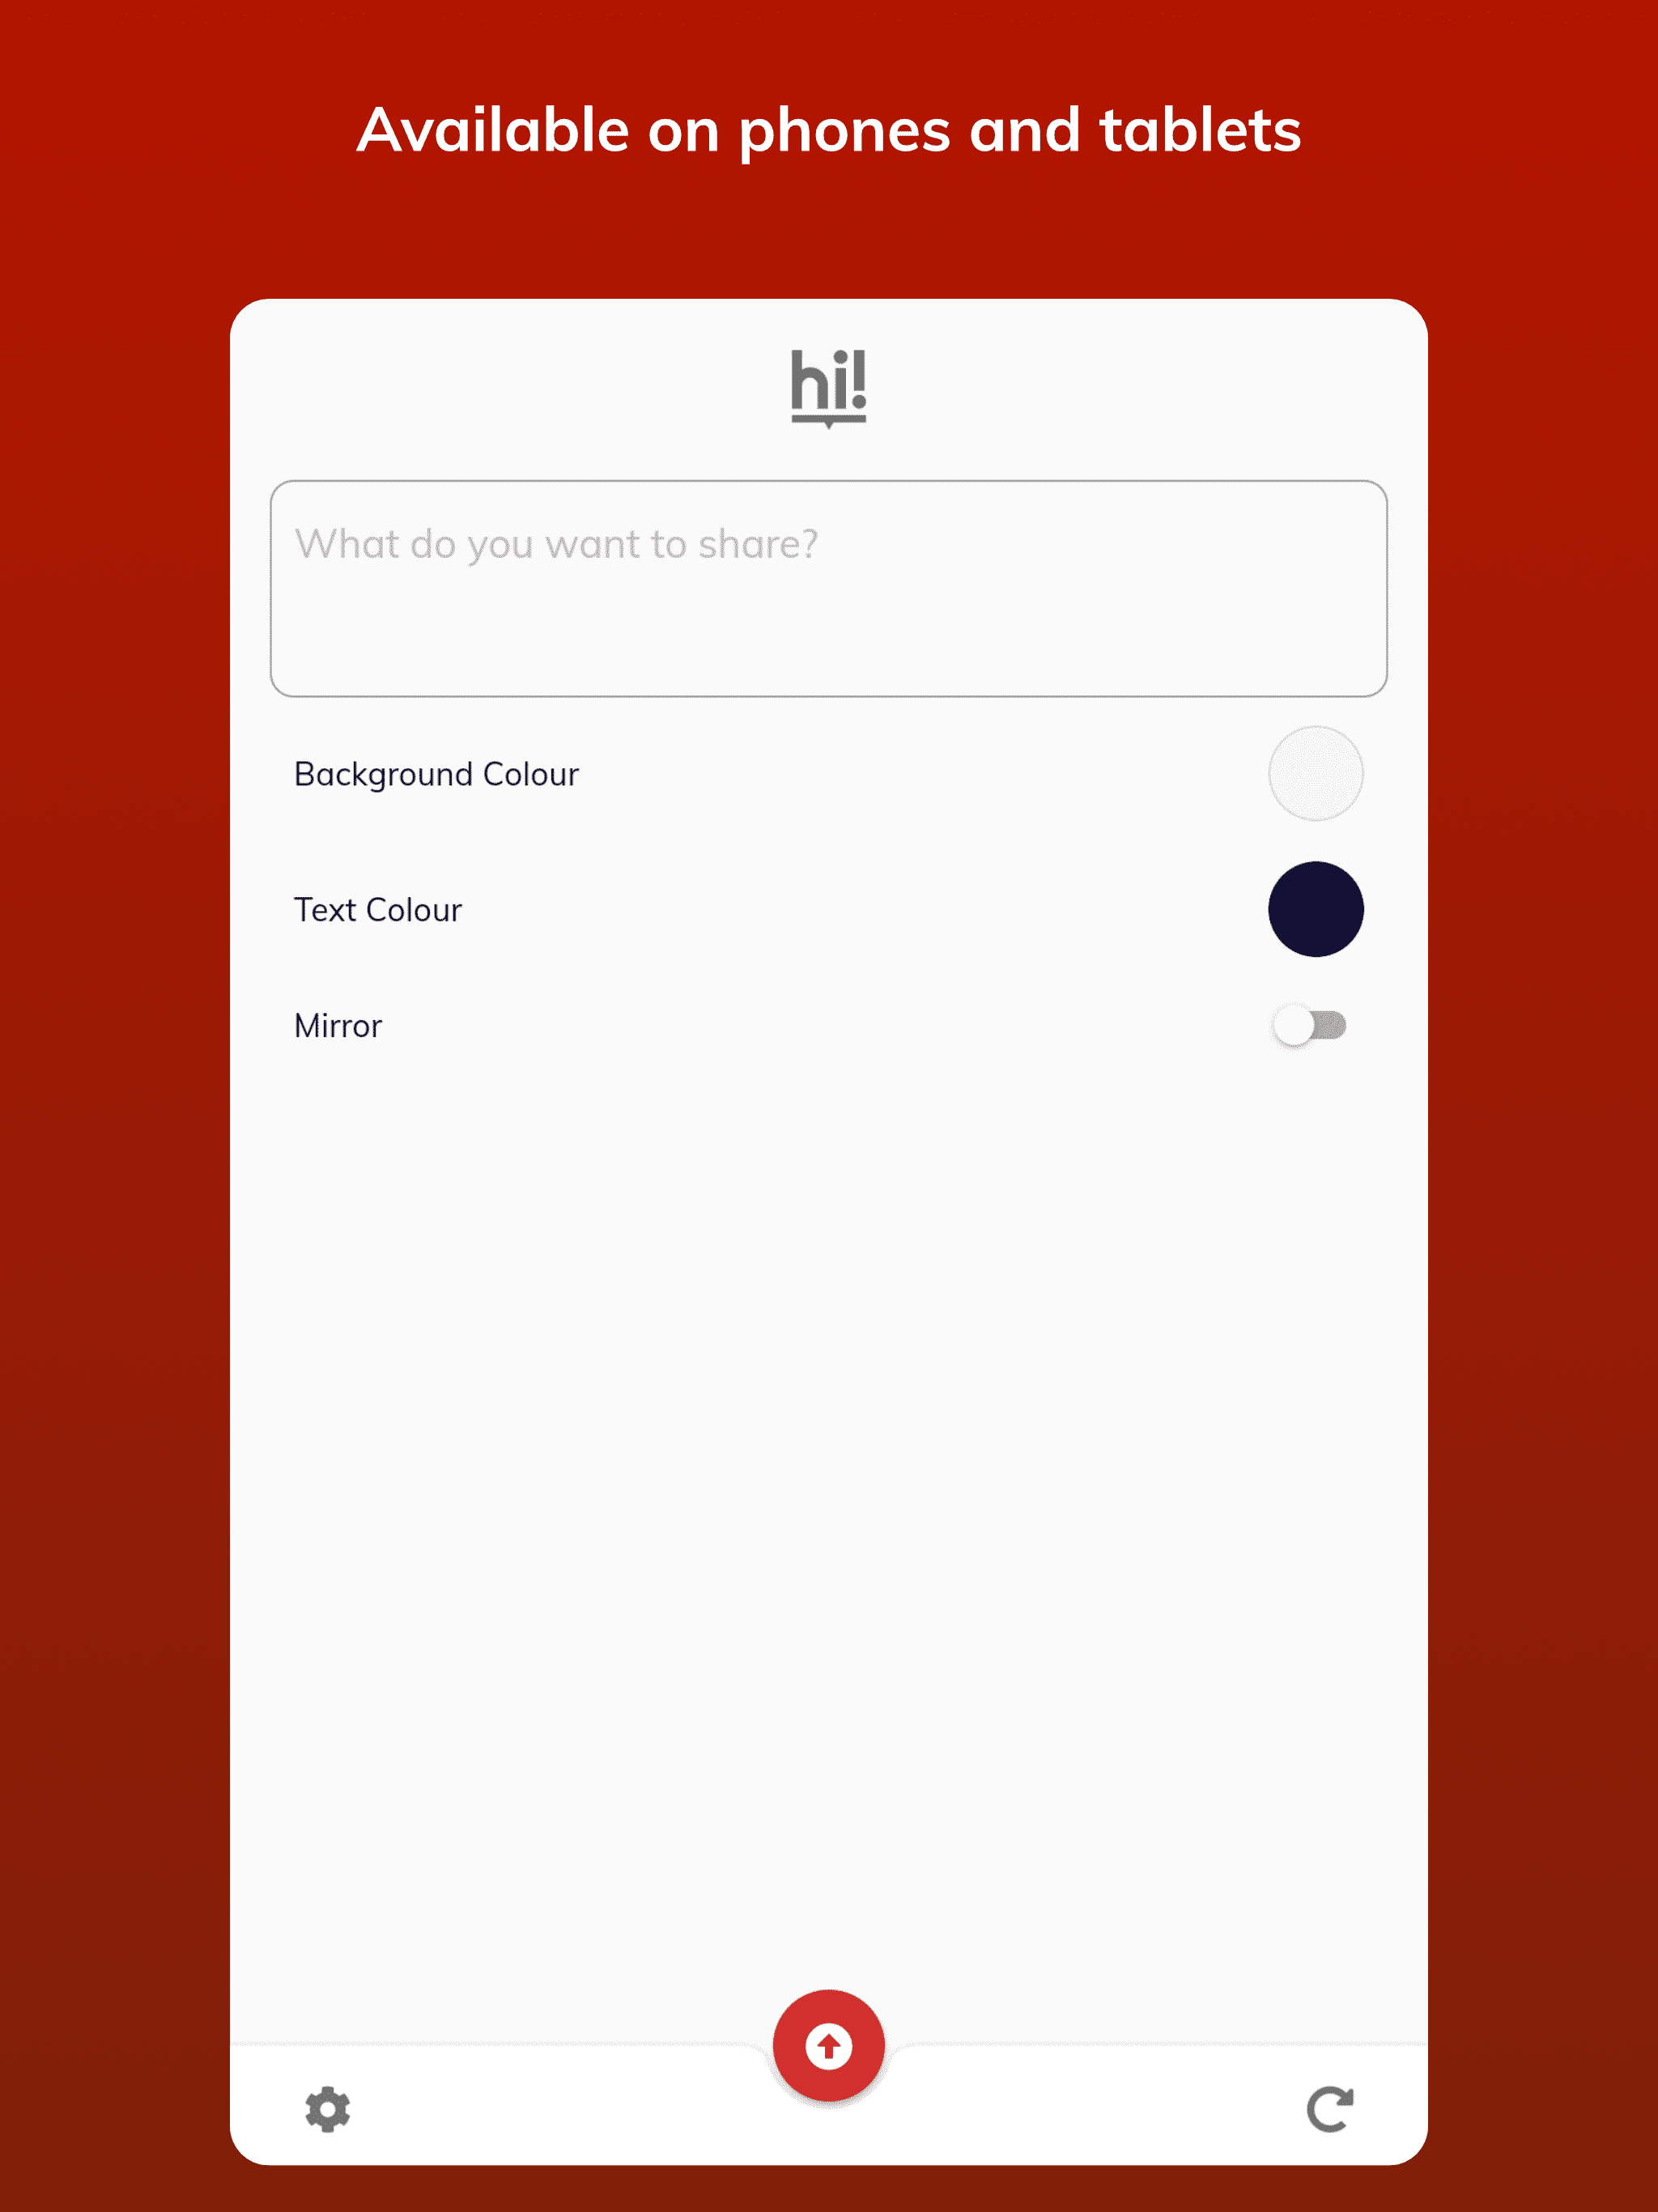 Available on phones and tablets
hi!
What do you want to share?
Background Colour
Text Colour
Mirror